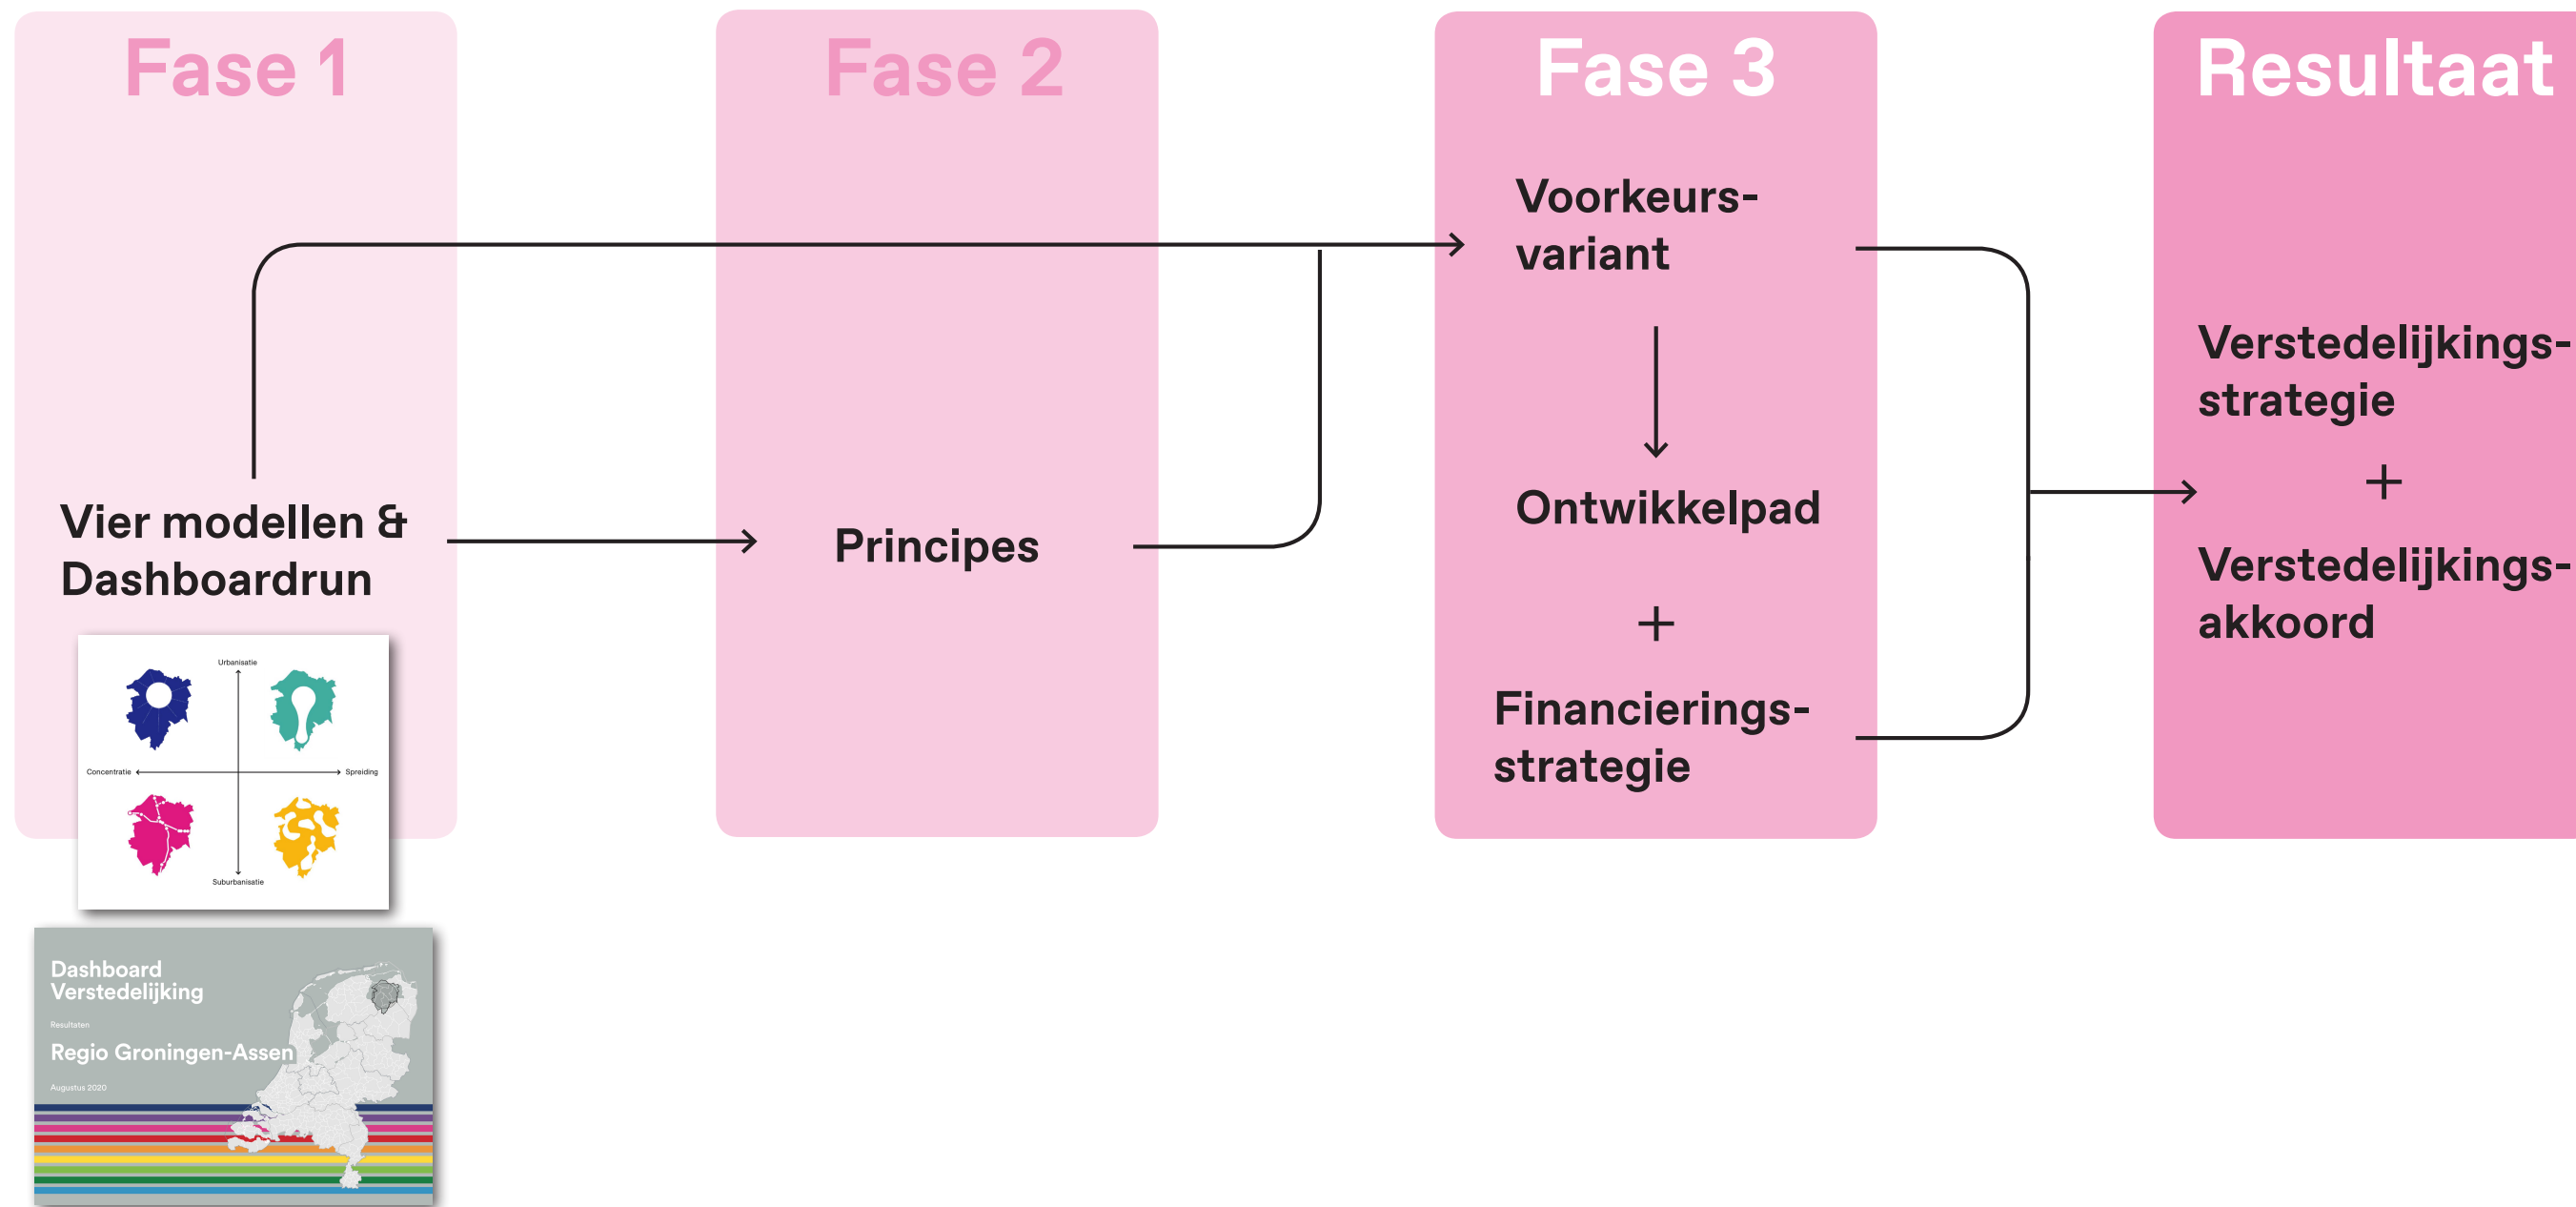 Fase 1
Vier modellen &
Dashboardrun
Urbanisatie
Concentratie
Spreiding
Suburbanisatie
Dashboard
Verstedelijking
Resultaten
Regio Groningen-Assen
Augustus 2020
Fase 2
Principes
Fase 3
Voorkeurs-
variant
Ontwikkelpad
+
Financierings-
strategie
Resultaat
Verstedelijkings-
strategie
+
Verstedelijkings-
akkoord